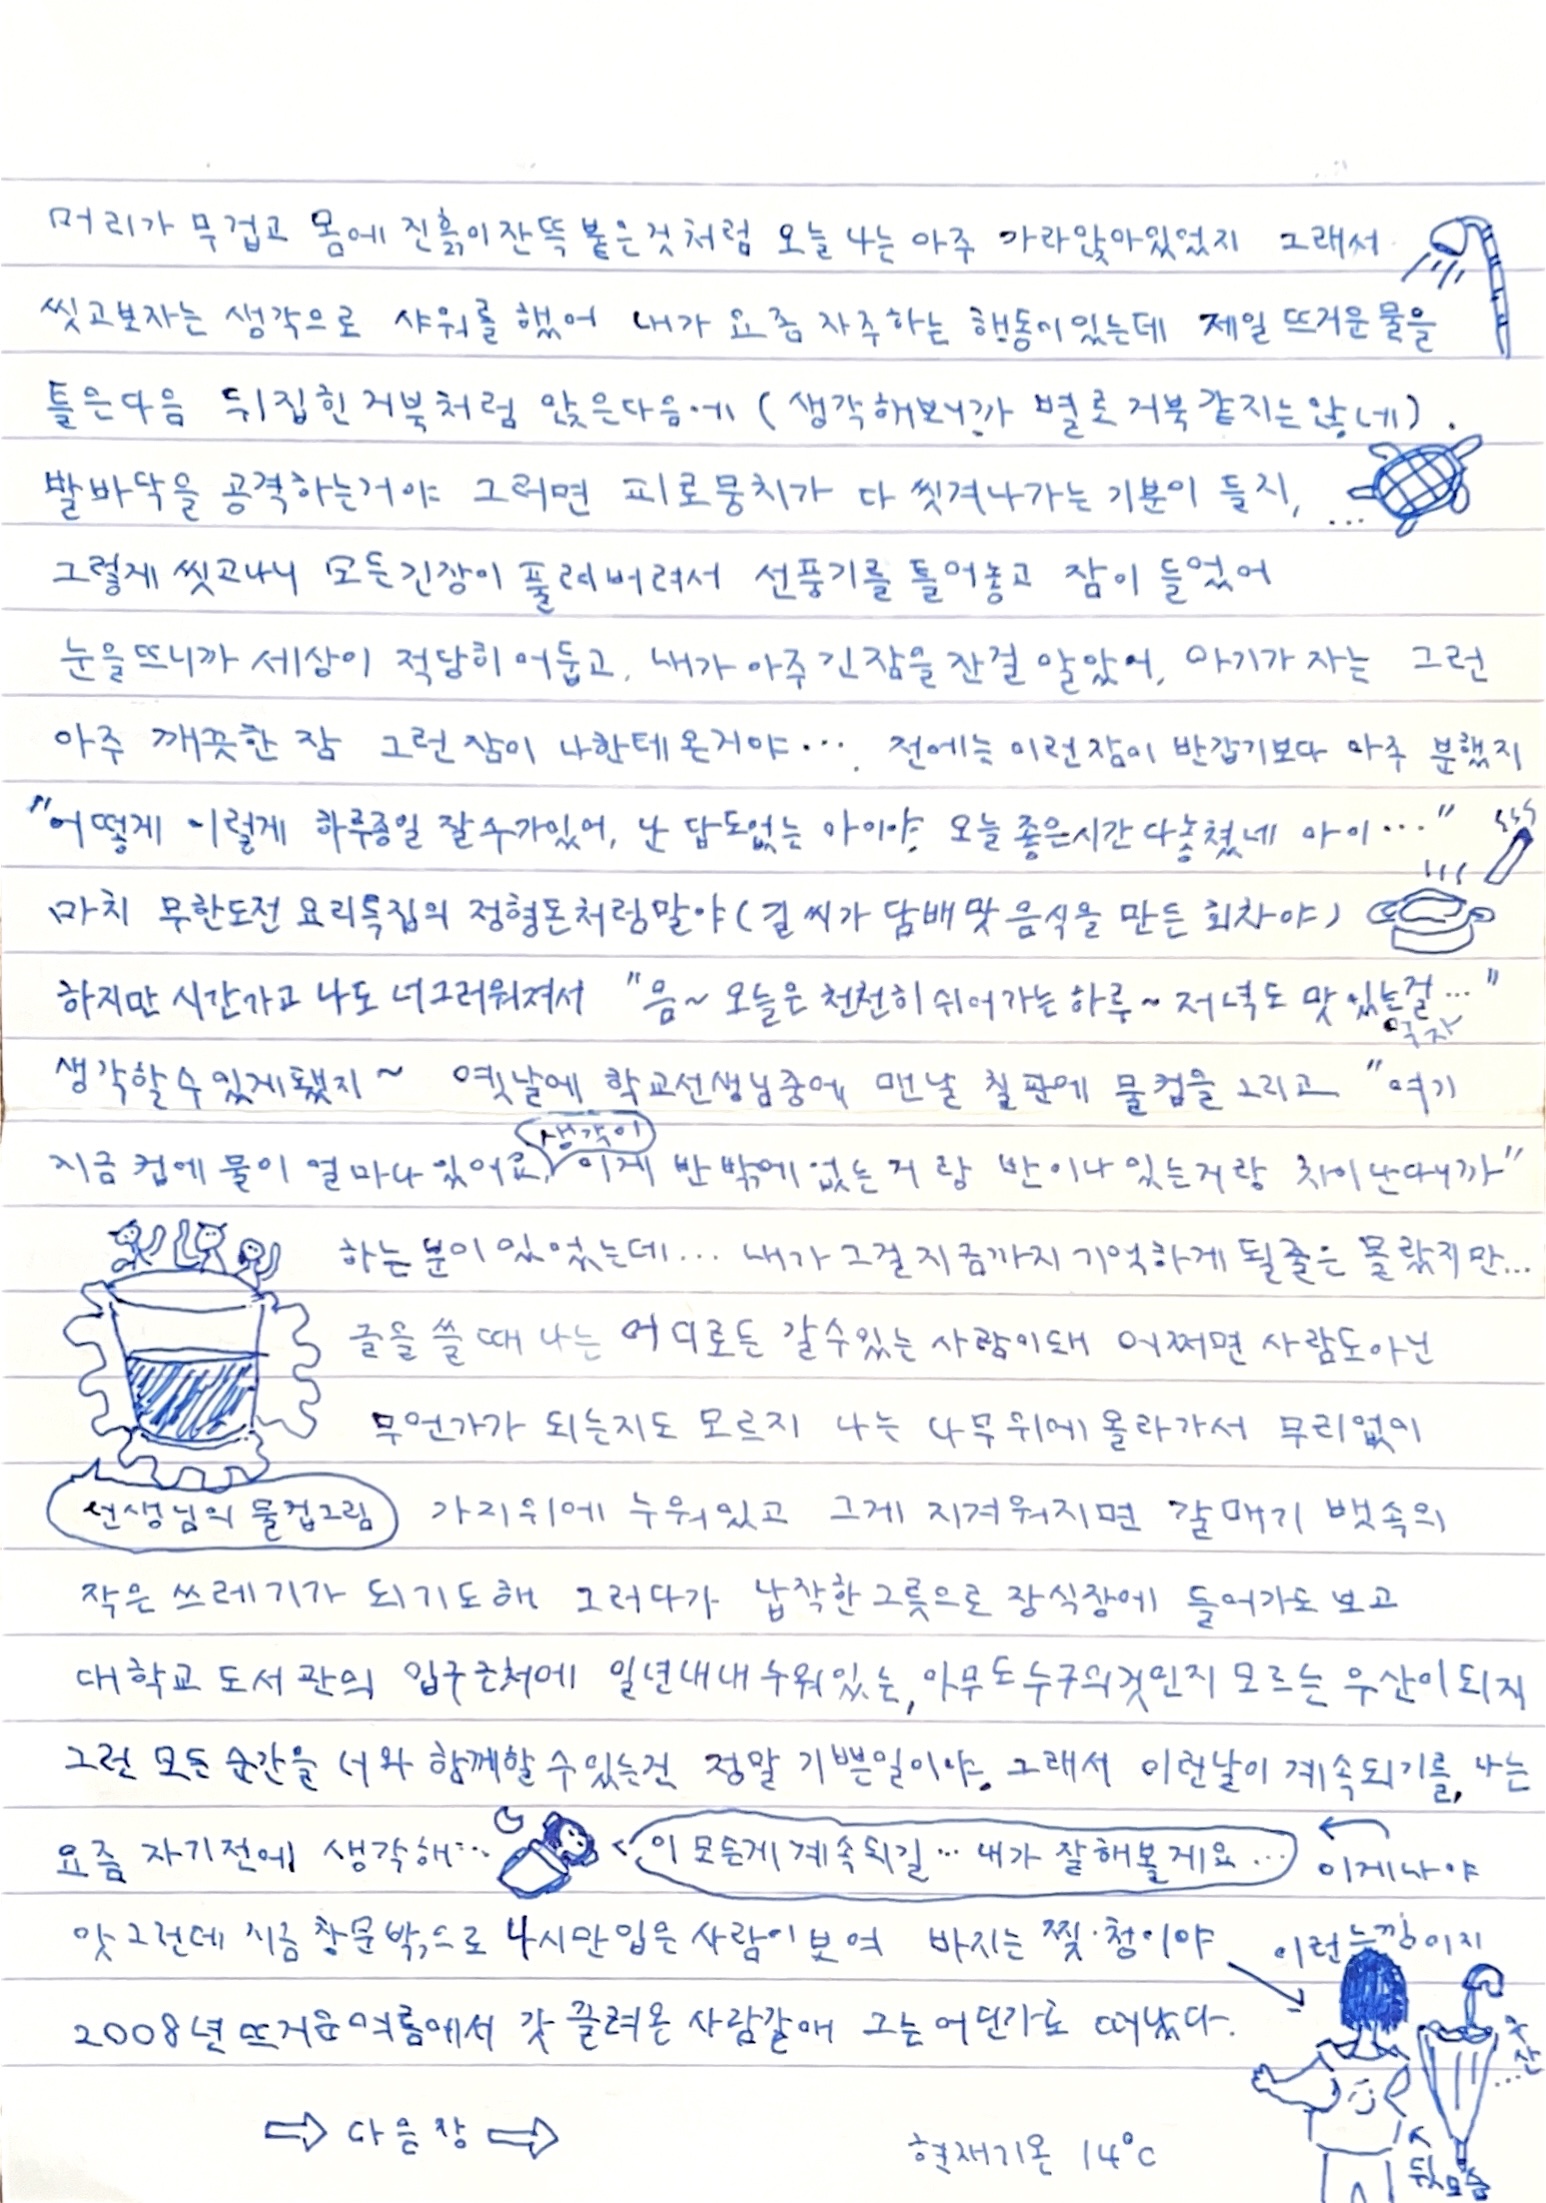 머리가 무겁고 몸에 진흙이 잔뜩 붙은것처럼 오늘 나는 아주 가라앉아있었지 그래서
씻고보자는 생각으로 샤워를 했어 내가 요즘 자주하는 행동이있는데 제일 뜨거운물을
틀은다음 뒤집힌거북처럼 앉은다음에 (생각해보니까 별로 거북같지는않네).
발바닥을 공격하는거야 그러면 피로뭉치가 다 씻겨나가는 기분이 들지, ...
그렇게 씻고나니 모든긴장이 풀려버려서 선풍기를 틀어놓고 잠이 들었어
눈을뜨니까 세상이 적당히 어둡고, 내가 아주 긴잠을 잔걸 알았어, 아기가 자는 그런
아주 깨끗한 잠 그런잠이 나한테 온거야... 전에는 이런잠이 반갑기보다 아주 분했지
"어떻게 이렇게 하루종일 잘수가있어, 난 답도없는 아이야. 오늘 좋은시간 다놓쳤네 아이..."
마치 무한도전 요리특집의 정형돈처럼말야(길씨가 담배맛 음식을 만든 회차야)
하지만 시간가고 나도 너그러워져서 "음~ 오늘은 천천히 쉬어가는 하루~ 저녁도 맛있는걸..."
먹자
생각할수있게됐지~ 옛날에 학교선생님중에 맨날 칠판에 물컵을 그리고 "여기
생각이
지금 컵에 물이 얼마나 있어요, 이게 반밖에없는거랑 반이나 있는거랑 차이난다니까"
하는분이 있었는데... 내가 그걸지금까지 기억하게 될줄은 몰랐지만...
글을 쓸 때 나는 어디로든 갈수있는 사람이돼 어쩌면 사람도아닌
무언가가 되는지도 모르지 나는 나무위에올라가서 무리없이
선생님의 물컵그림
가지위에 누워있고 그게 지겨워지면 갈매기 뱃속의
작은 쓰레기가 되기도해 그러다가 납작한그릇으로 장식장에 들어가도 보고
대학교 도서관의 입구근처에 일년내내누워있는, 아무도누구의것인지 모르는 우산이되지
그런 모든 순간을 너와 함께할 수있는건 정말 기쁜일이야. 그래서 이런날이 계속되기를, 나는
요즘 자기전에 생각해... 이 모든게 계속되길... 내가 잘해볼게요... 이게나야
앗 그런데 지금 창문밖으로 나시만입은 사람이보여 바지는 찢·청이야 이런느낌이지
2008년뜨거운여름에서 갓 끌려온 사람같애 그는어딘가로 떠났다.
우산...
뒷모습
⇨ 다음장 ⇨
현재기온 14°C